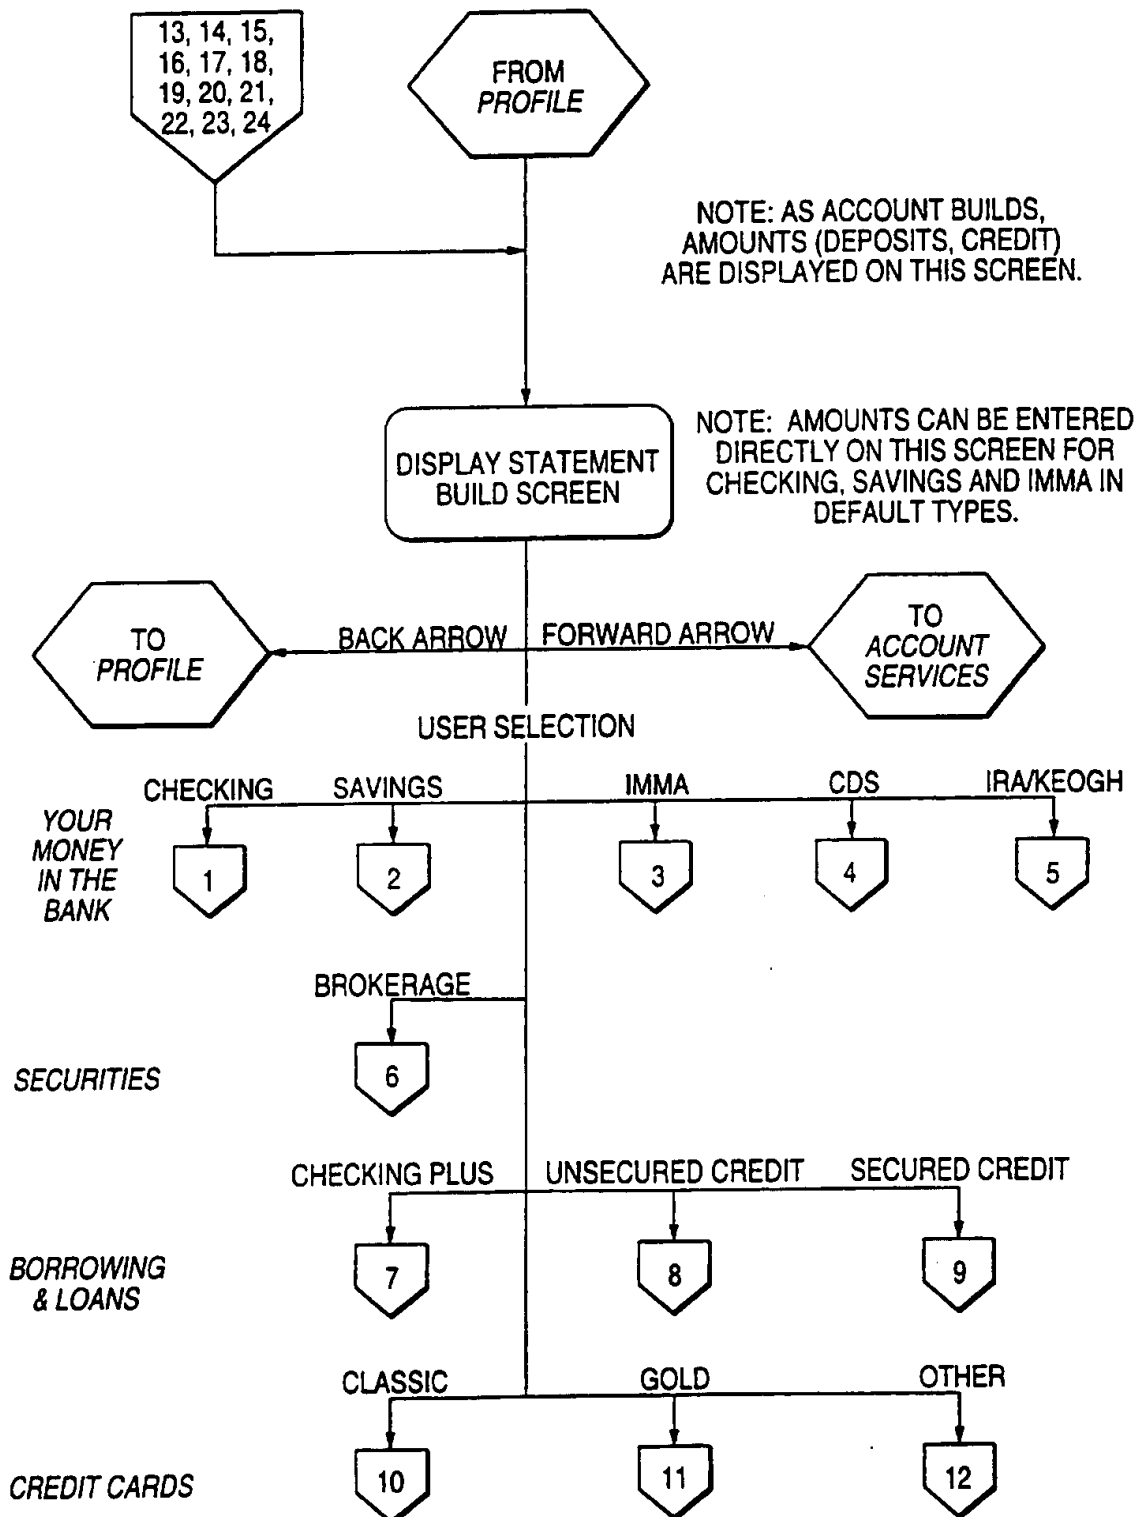 13, 14, 15,
16, 17, 18,
19, 20, 21,
22, 23, 24
FROM
PROFILE
NOTE: AS ACCOUNT BUILDS,
AMOUNTS (DEPOSITS, CREDIT)
ARE DISPLAYED ON THIS SCREEN.
DISPLAY STATEMENT
BUILD SCREEN
NOTE: AMOUNTS CAN BE ENTERED
DIRECTLY ON THIS SCREEN FOR
CHECKING, SAVINGS AND IMMA IN
DEFAULT TYPES.
TO
PROFILE
BACK ARROW
FORWARD ARROW
TO
ACCOUNT
SERVICES
USER SELECTION
CHECKING
SAVINGS
IMMA
CDS
IRA/KEOGH
YOUR
MONEY
IN THE
BANK
1
2
3
4
5
BROKERAGE
SECURITIES
6
CHECKING PLUS
UNSECURED CREDIT
SECURED CREDIT
BORROWING
& LOANS
7
8
9
CLASSIC
GOLD
OTHER
CREDIT CARDS
10
11
12